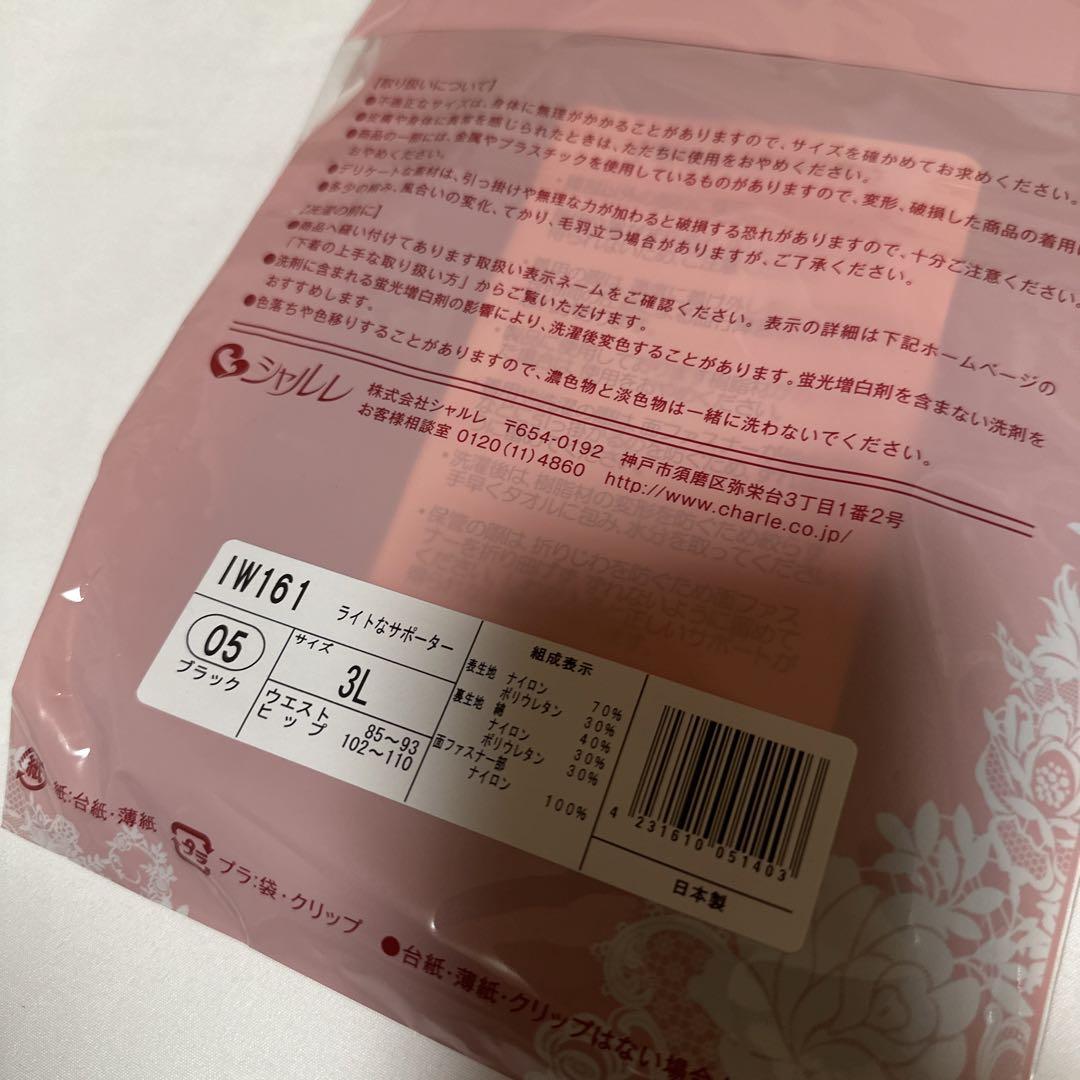 【取り扱いについて】
●不適正なサイズは、身体に無理がかかることがありますので、サイズを確かめてお求めください。
●皮膚や身体に異常を感じられたときは、ただちに使用をおやめください。
●商品の一部には、金属やプラスチックを使用しているものがありますので、変形、破損した商品の着用は
おやめください。
●デリケートな素材は、引っ掛けや無理な力が加わると破損する恐れがありますので、十分ご注意ください。
●多少の縮み、風合いの変化、てかり、毛羽立つ場合がありますが、ご了承ください。
【洗濯の前に】
●商品へ縫い付けてあります取扱い表示ネームをご確認ください。表示の詳細は下記ホームページの
「下着の上手な取り扱い方」からご覧いただけます。
●洗剤に含まれる蛍光増白剤の影響により、洗濯後変色することがあります。蛍光増白剤を含まない洗剤を
おすすめします。
●色落ちや色移りすることがありますので、濃色物と淡色物は一緒に洗わないでください。
シャルレ
株式会社シャルレ 〒654-0192 神戸市須磨区弥栄台3丁目1番2号
お客様相談室 0120(11)4860 http://www.charle.co.jp/
IW161 ライトなサポーター
05
ブラック
サイズ
3L
ウエスト 85〜93
ヒップ 102〜110
組成表示
表生地 ナイロン 70%
ポリウレタン 30%
裏生地 綿 40%
ナイロン 30%
ポリウレタン 30%
面ファスナー部
ナイロン 100%
4 231610 051403
日本製
紙
紙:台紙・薄紙
プラ
プラ:袋・クリップ
●台紙・薄紙・クリップはない場合